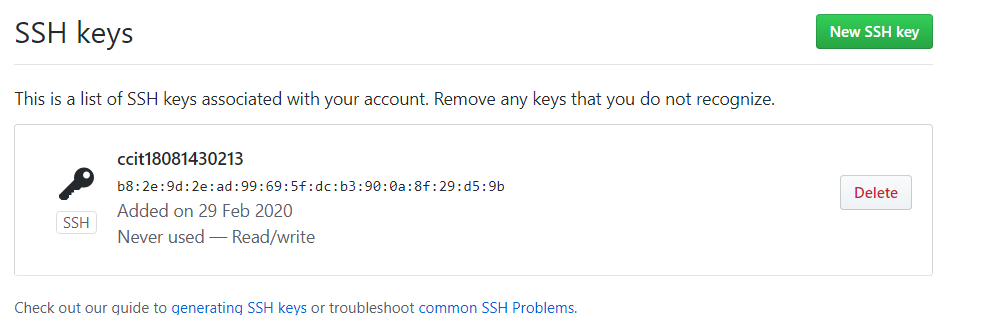 SSH keys
New SSH key
This is a list of SSH keys associated with your account. Remove any keys that you do not recognize.
ccit18081430213
b8:2e:9d:2e:ad:99:69:5f:dc:b3:90:0a:8f:29:d5:9b
Delete
SSH
Added on 29 Feb 2020
Never used — Read/write
Check out our guide to generating SSH keys or troubleshoot common SSH Problems.